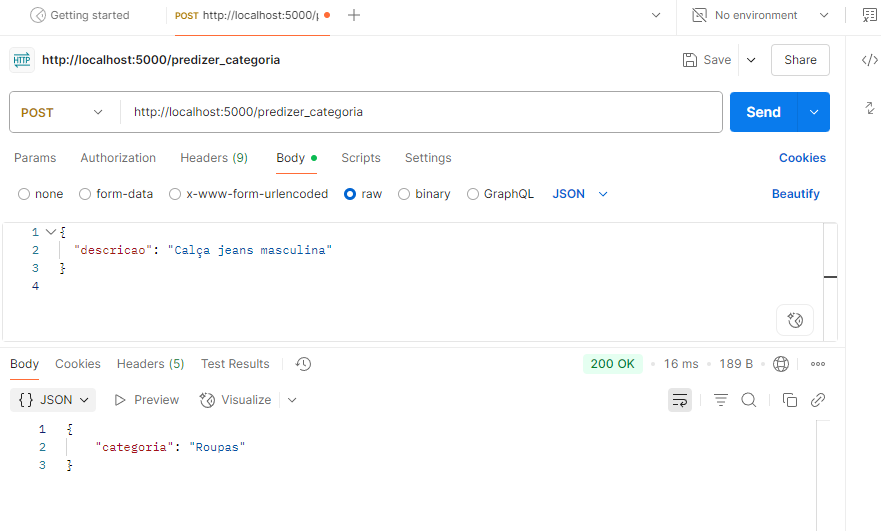 Getting started
POST http://localhost:5000/p
No environment
HTTP http://localhost:5000/predizer_categoria
Save
Share
POST http://localhost:5000/predizer_categoria
Send
Params Authorization Headers (9) Body Scripts Settings Cookies
none form-data x-www-form-urlencoded raw binary GraphQL JSON Beautify
1 {
2 "descricao": "Calça jeans masculina"
3 }
4
Body Cookies Headers (5) Test Results 200 OK 16 ms 189 B
{} JSON Preview Visualize
1 {
2 "categoria": "Roupas"
3 }